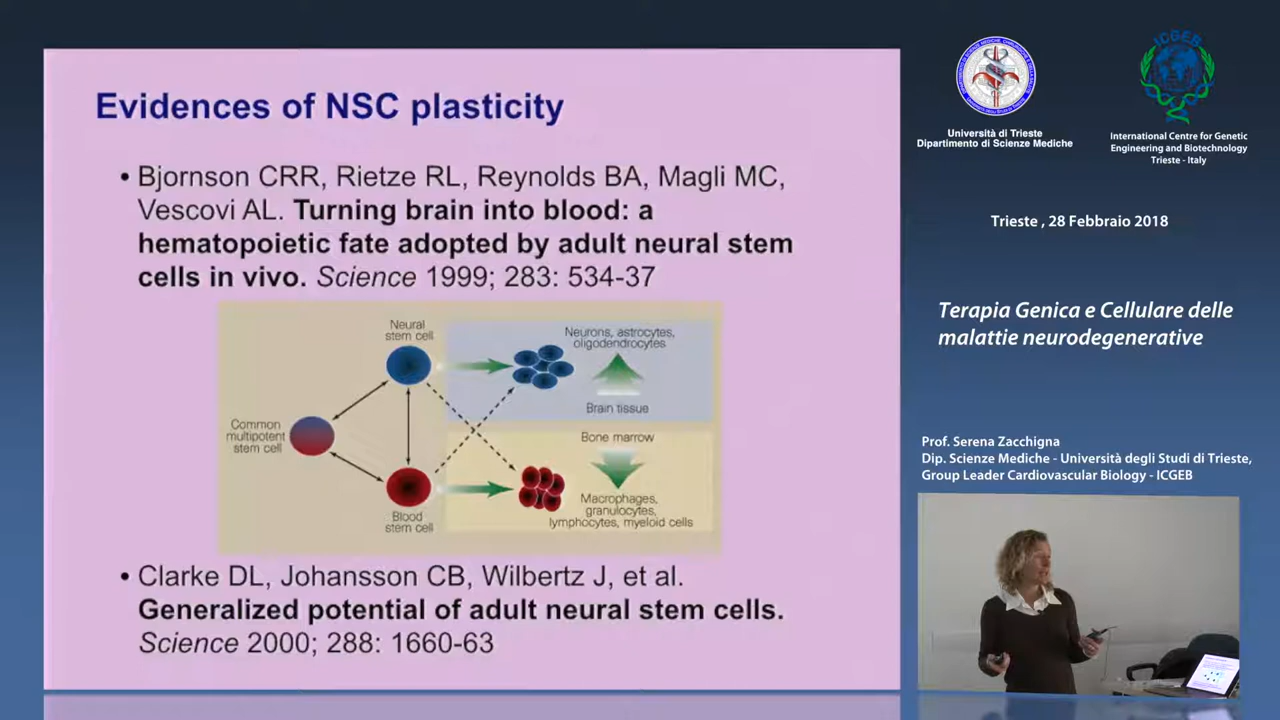 Evidences of NSC plasticity
• Bjornson CRR, Rietze RL, Reynolds BA, Magli MC,
Vescovi AL. Turning brain into blood: a
hematopoietic fate adopted by adult neural stem
cells in vivo. Science 1999; 283: 534-37
Neural
stem cell
Neurons, astrocytes,
oligodendrocytes
Brain tissue
Common
multipotent
stem cell
Bone marrow
Blood
stem cell
Macrophages,
granulocytes,
lymphocytes, myeloid cells
• Clarke DL, Johansson CB, Wilbertz J, et al.
Generalized potential of adult neural stem cells.
Science 2000; 288: 1660-63
ICGEB
Università di Trieste
Dipartimento di Scienze Mediche
International Centre for Genetic
Engineering and Biotechnology
Trieste - Italy
Trieste , 28 Febbraio 2018
Terapia Genica e Cellulare delle
malattie neurodegenerative
Prof. Serena Zacchigna
Dip. Scienze Mediche - Università degli Studi di Trieste,
Group Leader Cardiovascular Biology - ICGEB